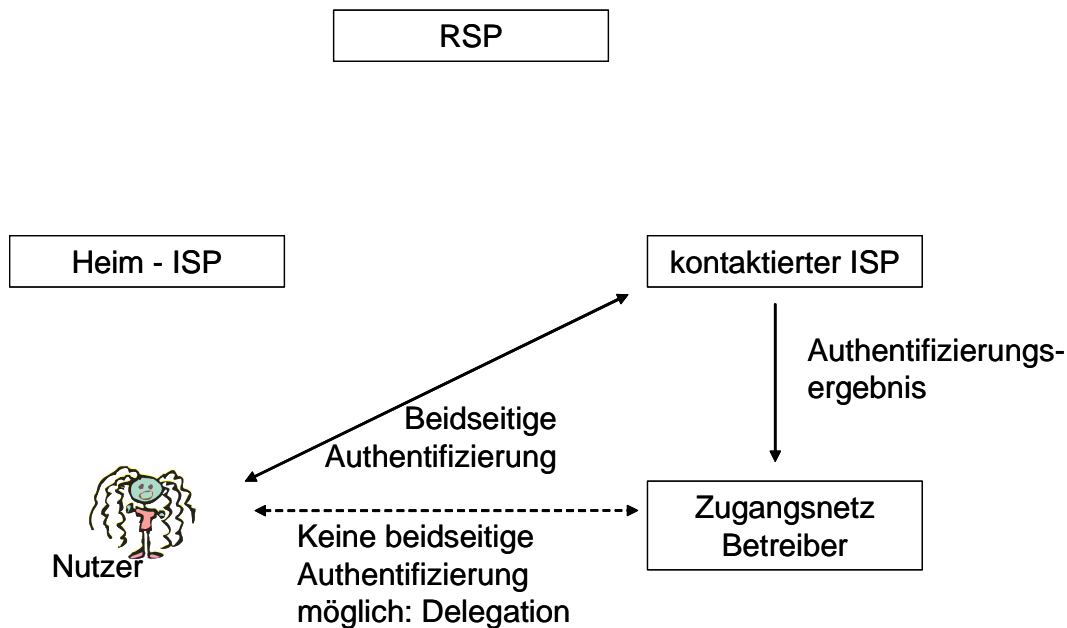 RSP
Heim - ISP
kontaktierter ISP
Authentifizierungs-
ergebnis
Beidseitige
Authentifizierung
Zugangsnetz
Betreiber
Keine beidseitige
Authentifizierung
möglich: Delegation
Nutzer